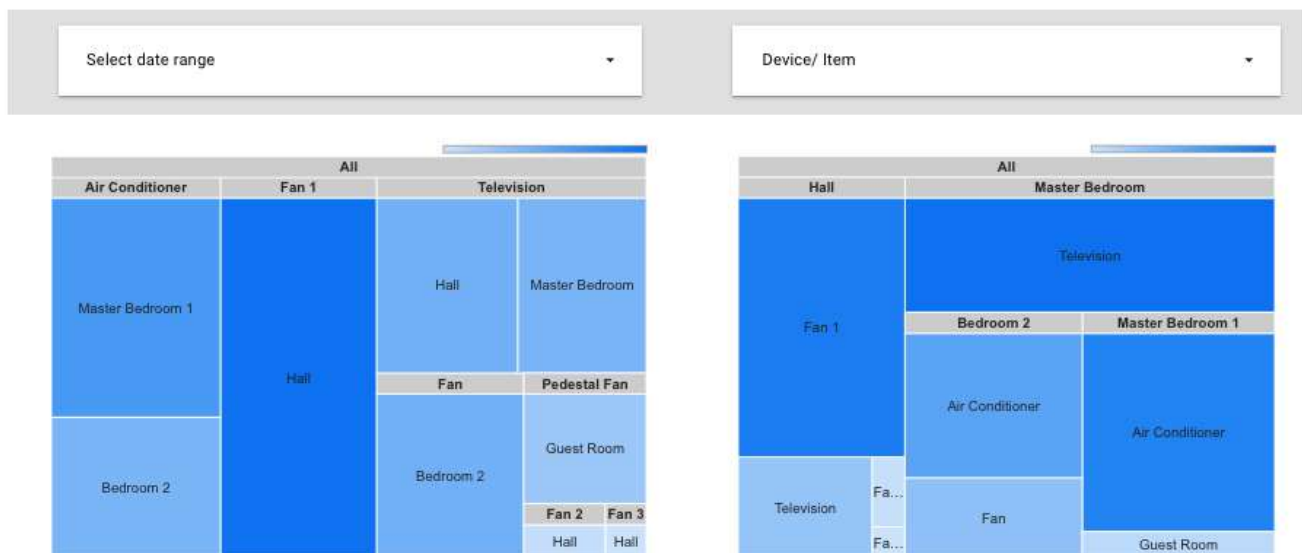 Select date range
Device/ Item
All
Air Conditioner Fan 1 Television
Master Bedroom 1
Hall
Hall Master Bedroom
Fan Pedestal Fan
Guest Room
Bedroom 2
Bedroom 2
Fan 2 Fan 3
Hall Hall
All
Hall Master Bedroom
Television
Fan 1
Bedroom 2 Master Bedroom 1
Air Conditioner
Air Conditioner
Television
Fa...
Fa...
Fan
Guest Room